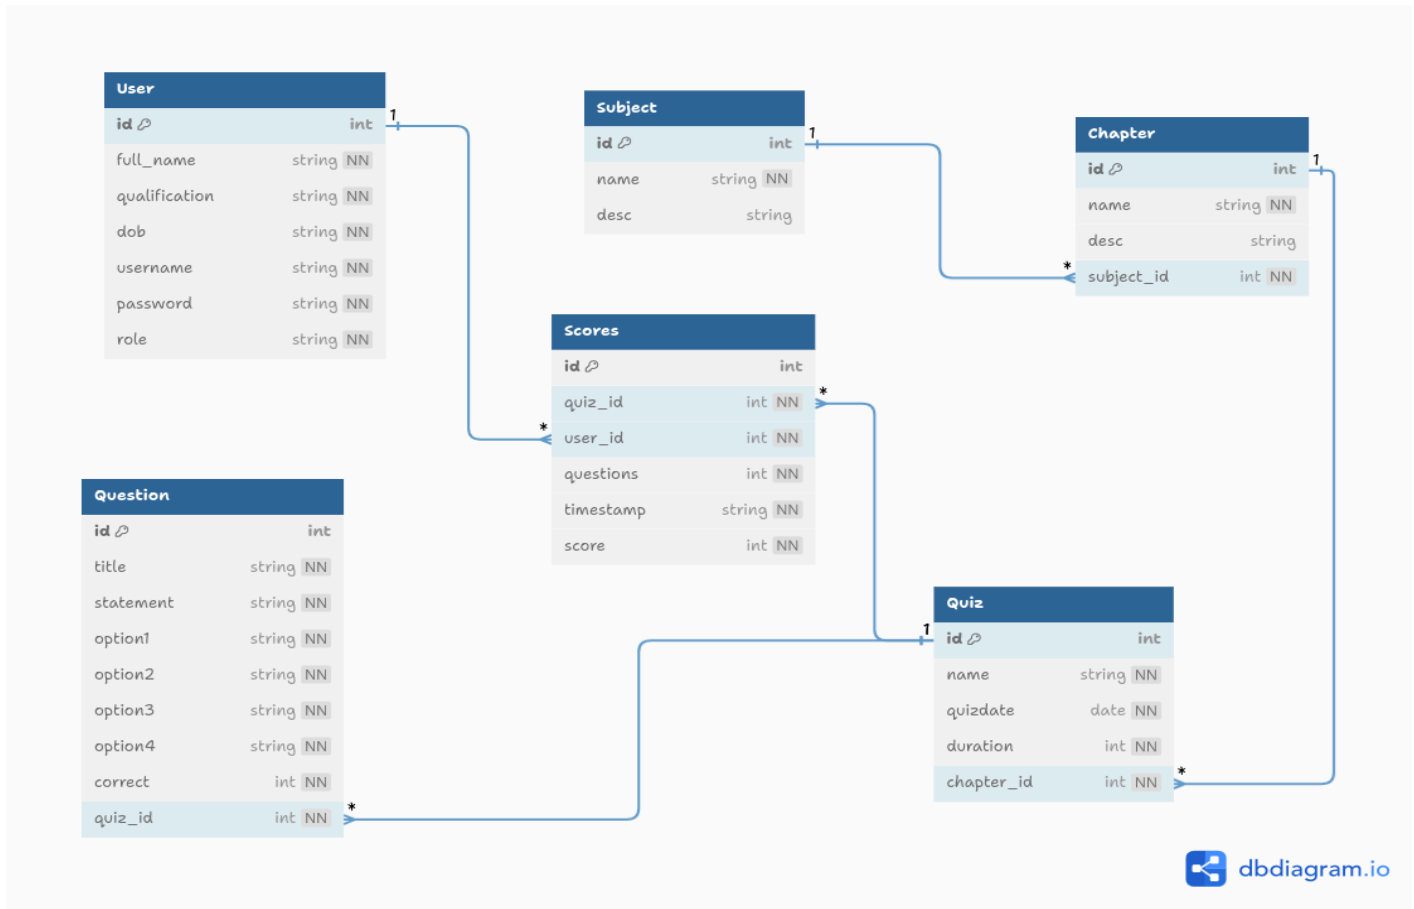 User
id int
full_name string NN
qualification string NN
dob string NN
username string NN
password string NN
role string NN
1
Subject
id int
name string NN
desc string
1
Chapter
id int
name string NN
desc string
subject_id int NN
1
*
Scores
id int
quiz_id int NN
user_id int NN
questions int NN
timestamp string NN
score int NN
*
*
Question
id int
title string NN
statement string NN
option1 string NN
option2 string NN
option3 string NN
option4 string NN
correct int NN
quiz_id int NN
*
Quiz
id int
name string NN
quizdate date NN
duration int NN
chapter_id int NN
1
*
dbdiagram.io